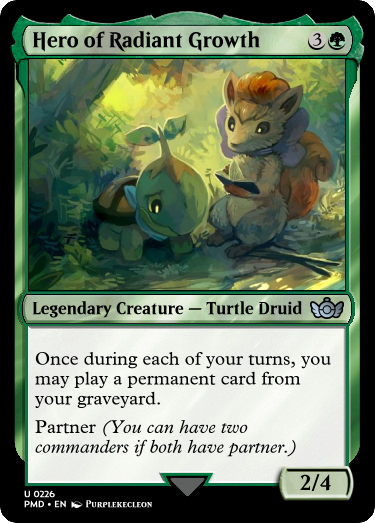 Hero of Radiant Growth 3
Legendary Creature — Turtle Druid
Once during each of your turns, you
may play a permanent card from
your graveyard.
Partner (You can have two
commanders if both have partner.)
2/4
U 0226
PMD • EN Purplekecleon